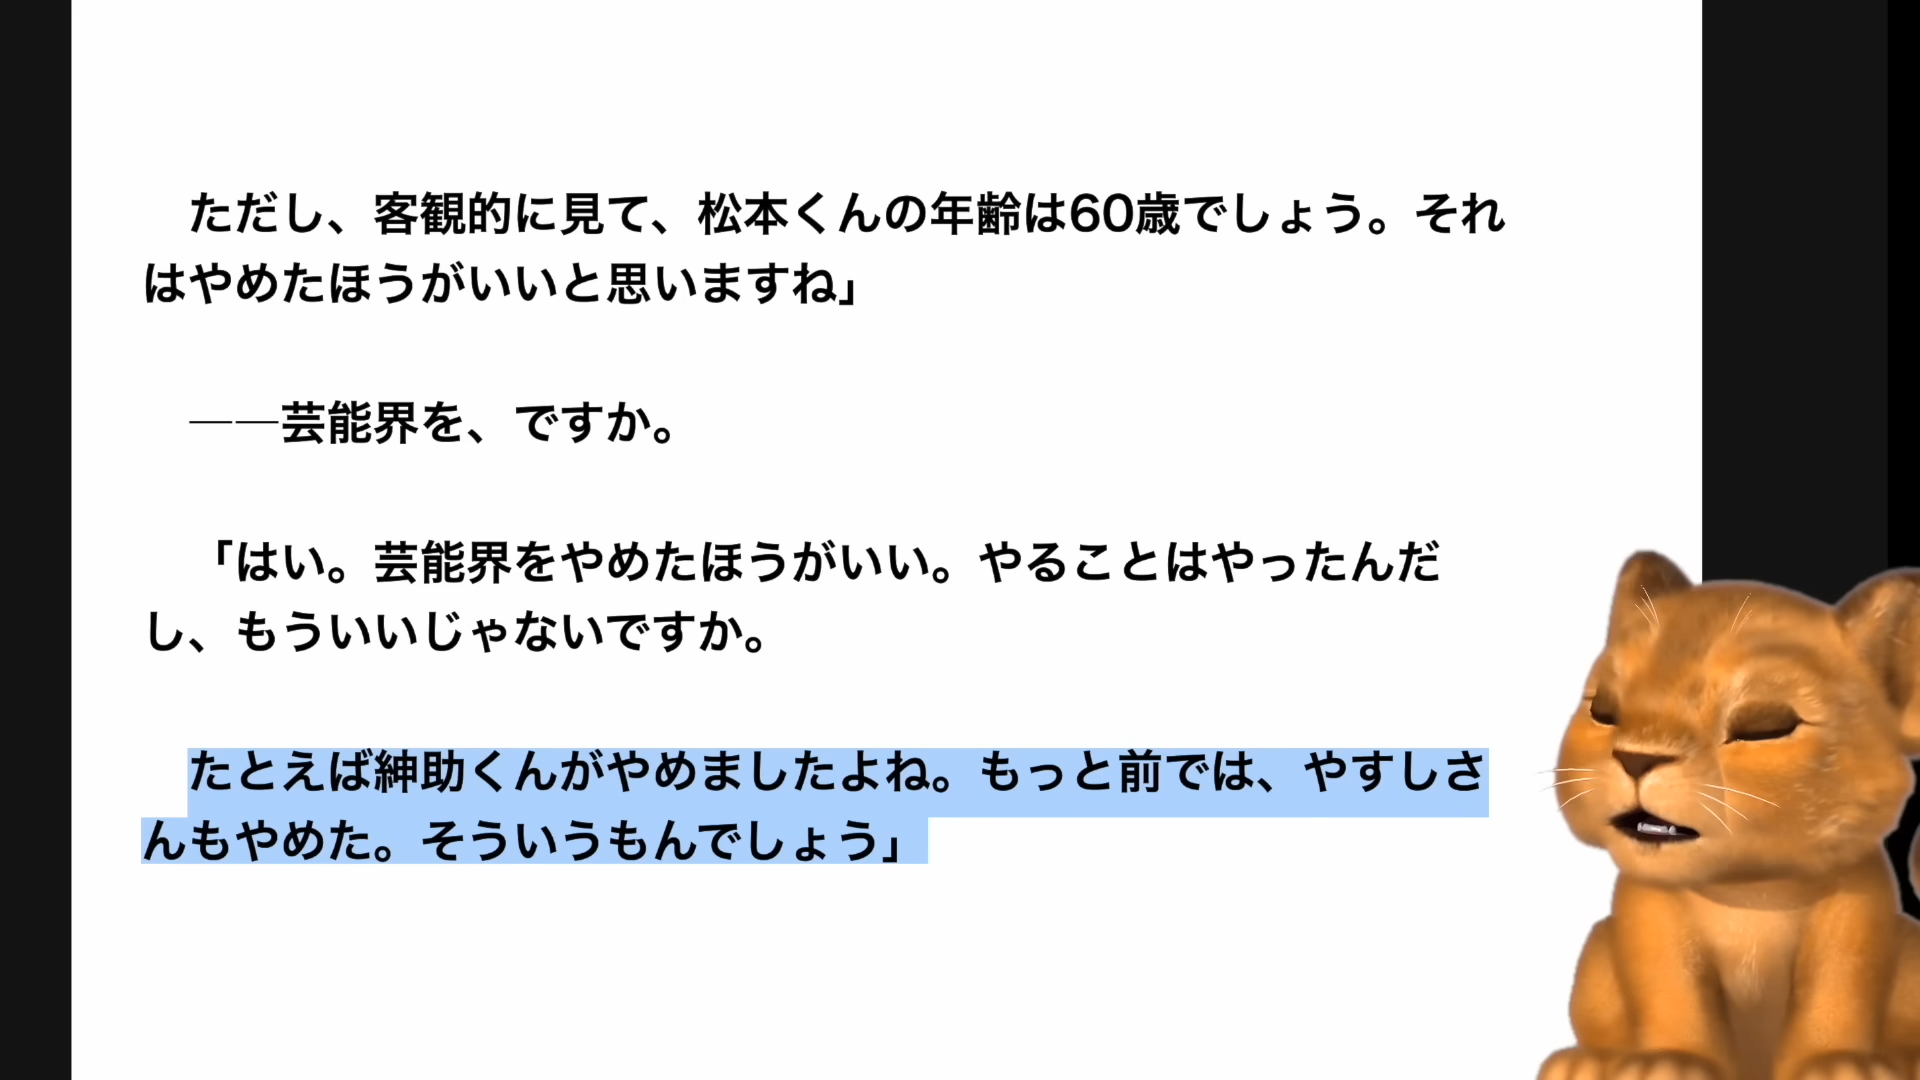 ただし、客観的に見て、松本くんの年齢は60歳でしょう。それ
はやめたほうがいいと思いますね」
――芸能界を、ですか。
「はい。芸能界をやめたほうがいい。やることはやったんだ
し、もういいじゃないですか。
たとえば紳助くんがやめましたよね。もっと前では、やすしさ
んもやめた。そういうもんでしょう」